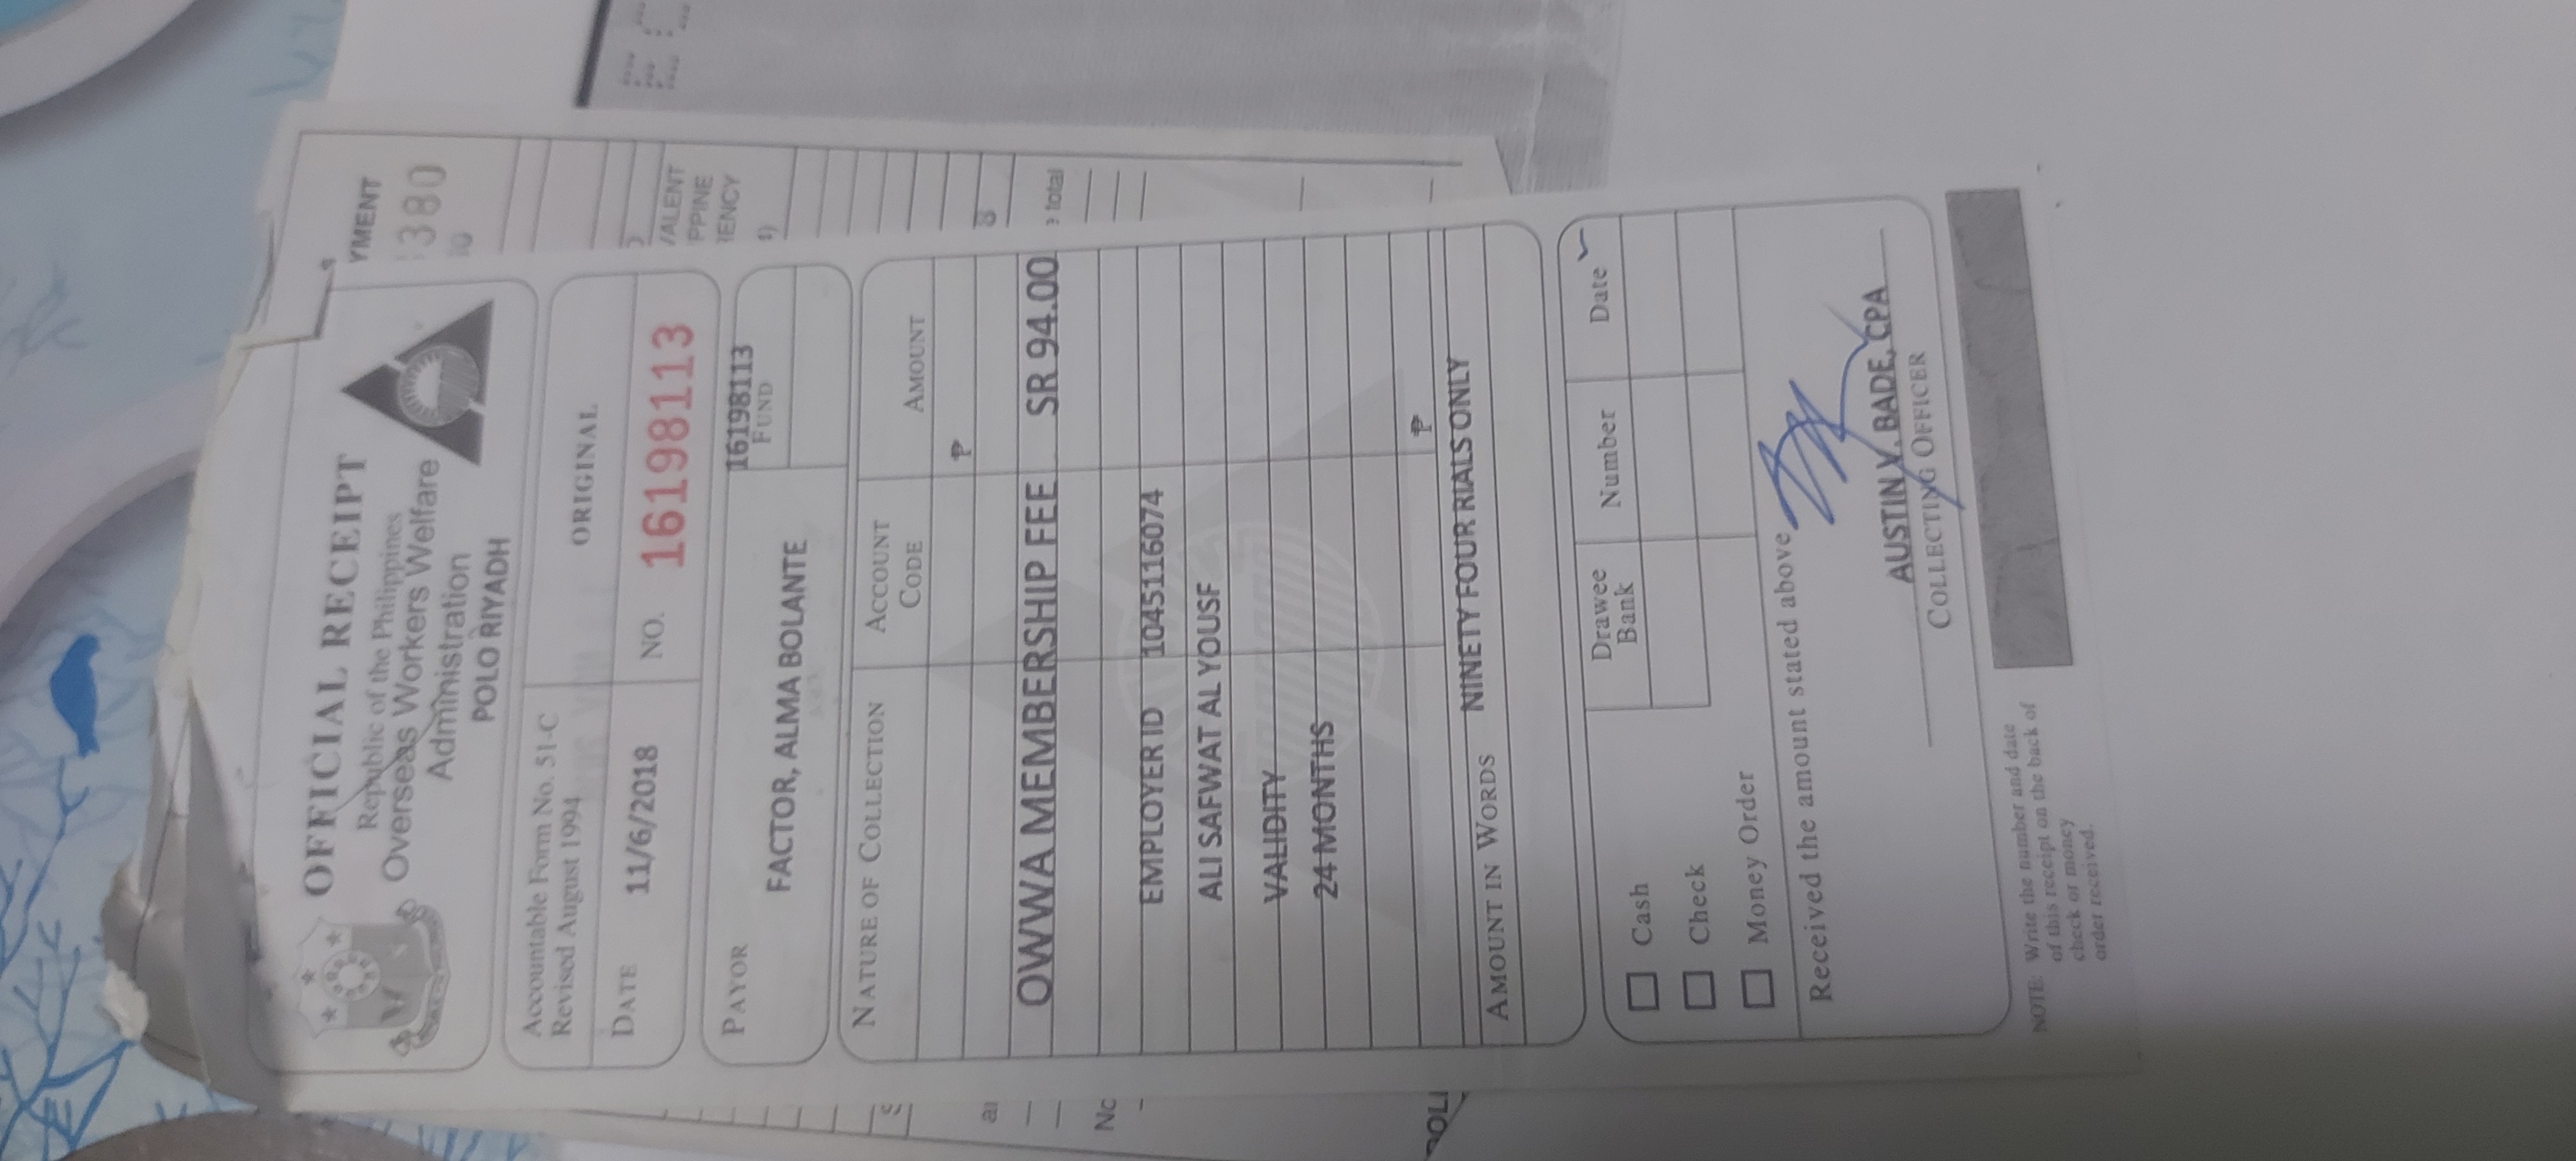 OFFICIAL RECEIPT
Republic of the Philippines
Overseas Workers Welfare
Administration
POLO RIYADH
Accountable Form No. 51-C
Revised August 1994
ORIGINAL
DATE 11/6/2018
NO. 16198113
PAYOR
16198113
FUND
FACTOR, ALMA BOLANTE
NATURE OF COLLECTION
ACCOUNT CODE
AMOUNT
₱
OWWA MEMBERSHIP FEE SR 94.00
EMPLOYER ID 1045116074
ALI SAFWAT AL YOUSF
VALIDITY
24 MONTHS
₱
AMOUNT IN WORDS NINETY FOUR RIALS ONLY
Cash
Check
Money Order
Drawee Bank
Number
Date
Received the amount stated above
AUSTIN V. BADE, CPA
COLLECTING OFFICER
NOTE: Write the number and date
of this receipt on the back of
check or money
order received.
YMENT
380
VALENT
PPINE
ENCY
total